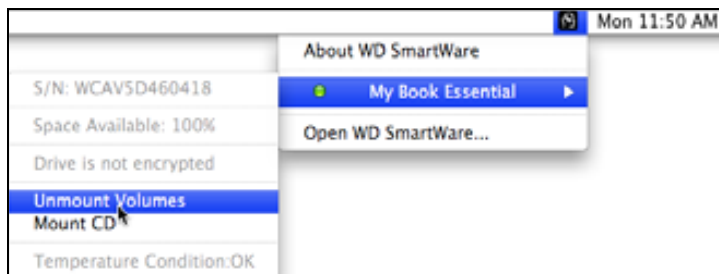 Mon 11:50 AM
About WD SmartWare
My Book Essential
Open WD SmartWare...
S/N: WCAV5D460418
Space Available: 100%
Drive is not encrypted
Unmount Volumes
Mount CD
Temperature Condition:OK